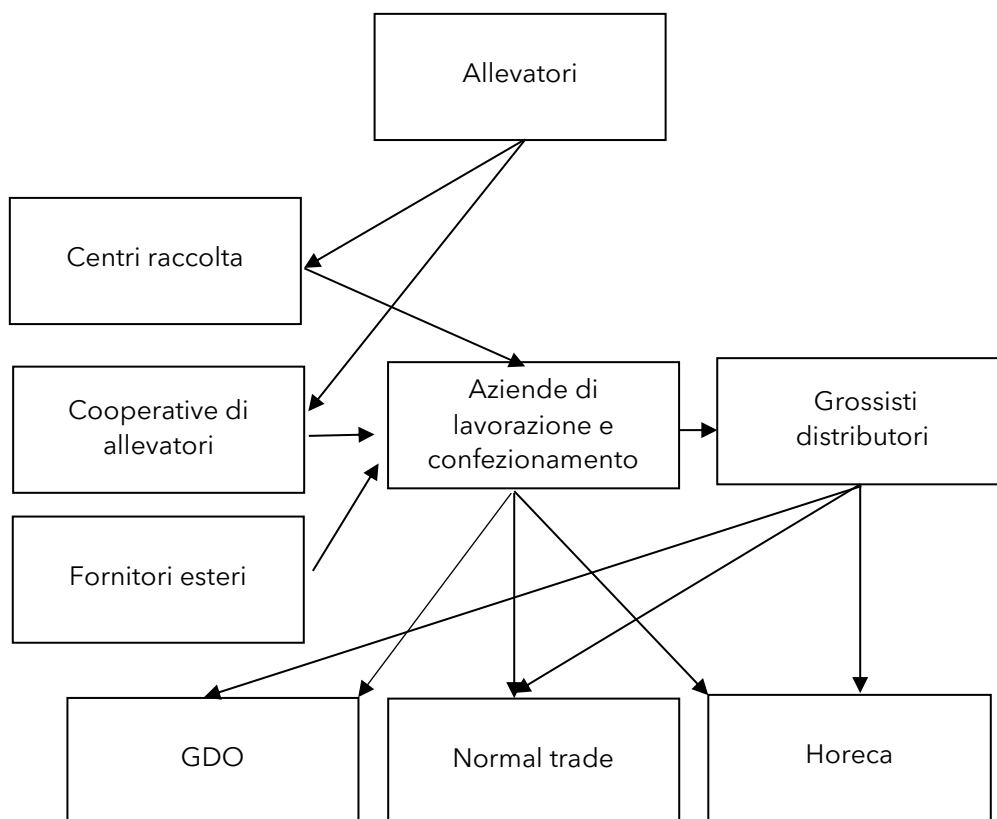 Allevatori
Centri raccolta
Cooperative di
allevatori
Aziende di
lavorazione e
confezionamento
Grossisti
distributori
Fornitori esteri
GDO
Normal trade
Horeca